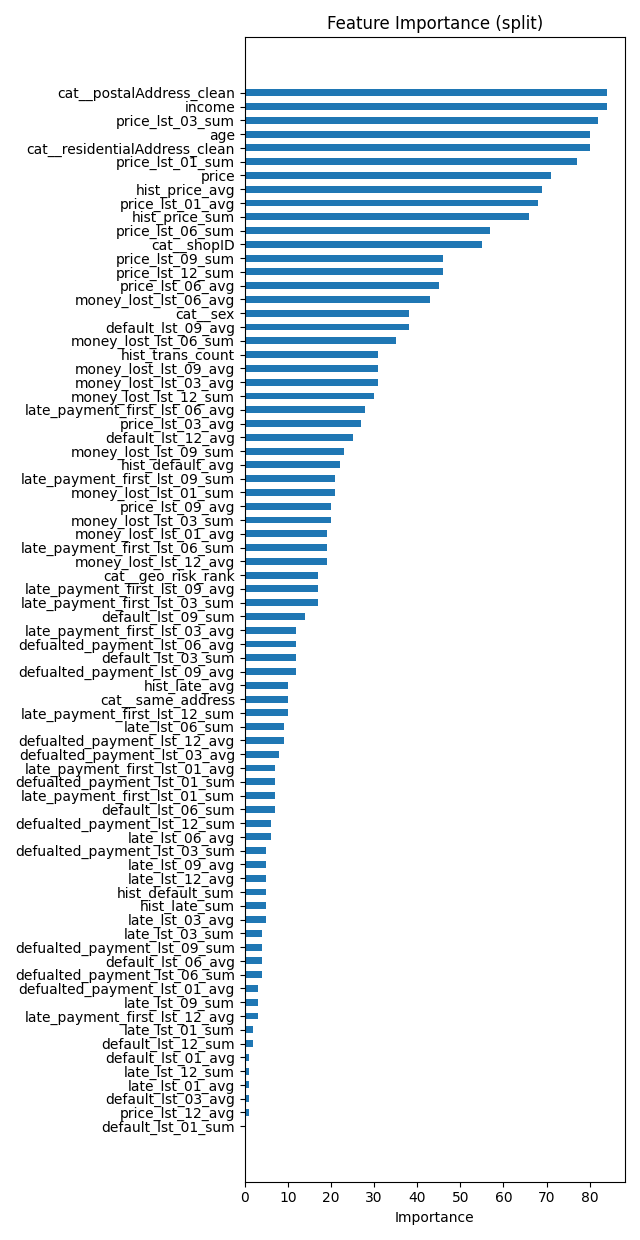 Feature Importance (split)
cat__postalAddress_clean
income
price_lst_03_sum
age
cat__residentialAddress_clean
price_lst_01_sum
price
hist_price_avg
price_lst_01_avg
hist_price_sum
price_lst_06_sum
cat__shopID
price_lst_09_sum
price_lst_12_sum
price_lst_06_avg
money_lost_lst_06_avg
cat__sex
default_lst_09_avg
money_lost_lst_06_sum
hist_trans_count
money_lost_lst_09_avg
money_lost_lst_03_avg
money_lost_lst_12_sum
late_payment_first_lst_06_avg
price_lst_03_avg
default_lst_12_avg
money_lost_lst_09_sum
hist_default_avg
late_payment_first_lst_09_sum
money_lost_lst_01_sum
price_lst_09_avg
money_lost_lst_03_sum
money_lost_lst_01_avg
late_payment_first_lst_06_sum
money_lost_lst_12_avg
cat__geo_risk_rank
late_payment_first_lst_09_avg
late_payment_first_lst_03_sum
default_lst_09_sum
late_payment_first_lst_03_avg
defualted_payment_lst_06_avg
default_lst_03_sum
defualted_payment_lst_09_avg
hist_late_avg
cat__same_address
late_payment_first_lst_12_sum
late_lst_06_sum
defualted_payment_lst_12_avg
defualted_payment_lst_03_avg
late_payment_first_lst_01_avg
defualted_payment_lst_01_sum
late_payment_first_lst_01_sum
default_lst_06_sum
defualted_payment_lst_12_sum
late_lst_06_avg
defualted_payment_lst_03_sum
late_lst_09_avg
late_lst_12_avg
hist_default_sum
hist_late_sum
late_lst_03_avg
late_lst_03_sum
defualted_payment_lst_09_sum
default_lst_06_avg
defualted_payment_lst_06_sum
defualted_payment_lst_01_avg
late_lst_09_sum
late_payment_first_lst_12_avg
late_lst_01_sum
default_lst_12_sum
default_lst_01_avg
late_lst_12_sum
late_lst_01_avg
default_lst_03_avg
price_lst_12_avg
default_lst_01_sum
0 10 20 30 40 50 60 70 80
Importance